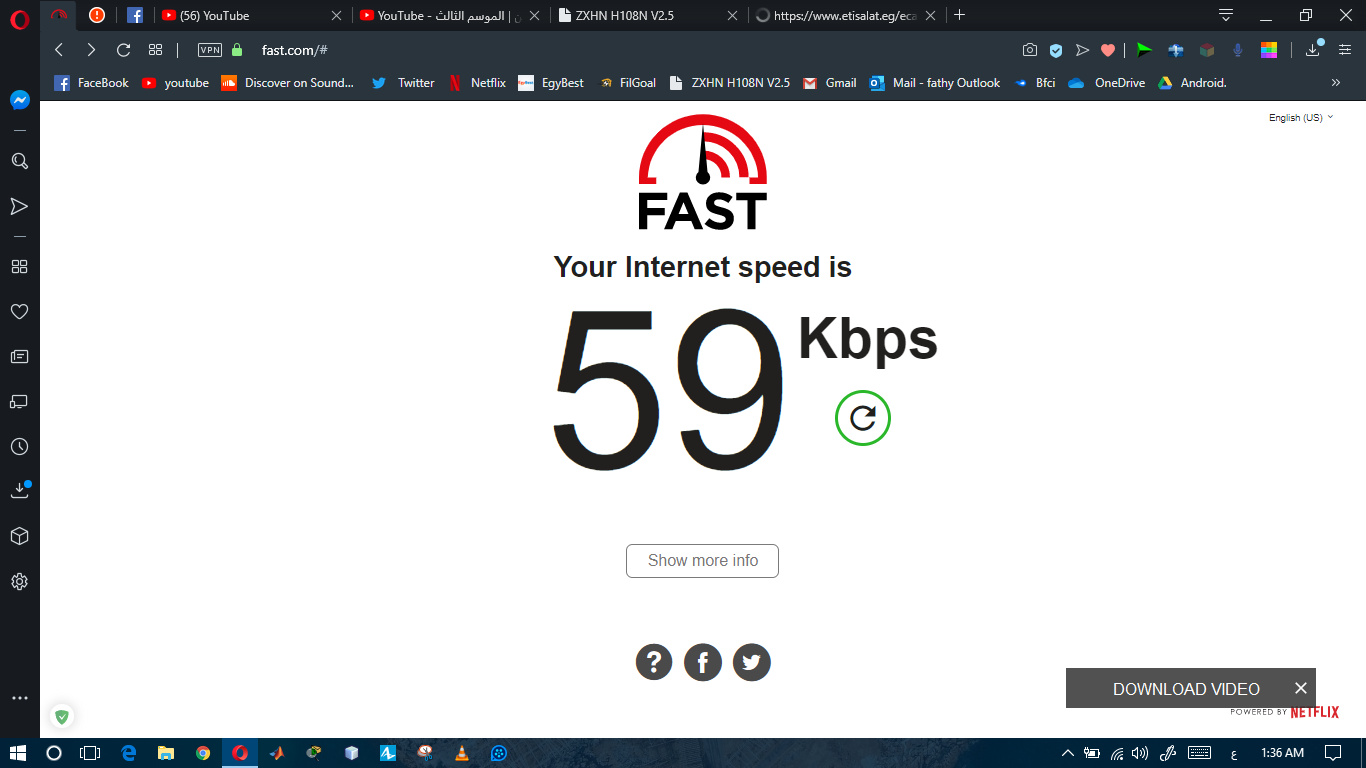 (56) YouTube
YouTube - الموسم الثالث | ن
ZXHN H108N V2.5
https://www.etisalat.eg/eca
VPN
fast.com/#
FaceBook
youtube
Discover on Sound...
Twitter
Netflix
EgyBest
FilGoal
ZXHN H108N V2.5
Gmail
Mail - fathy Outlook
Bfci
OneDrive
Android.
English (US)
FAST
Your Internet speed is
59 Kbps
Show more info
DOWNLOAD VIDEO
POWERED BY NETFLIX
ع
1:36 AM